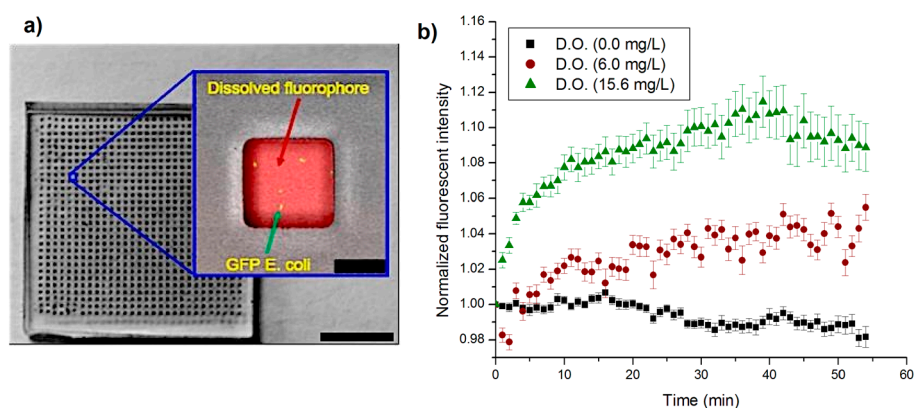 a)
Dissolved fluorophore
GFP E. coli
b)
Normalized fluorescent intensity
1.16
1.14
1.12
1.10
1.08
1.06
1.04
1.02
1.00
0.98
D.O. (0.0 mg/L)
D.O. (6.0 mg/L)
D.O. (15.6 mg/L)
0
10
20
30
40
50
60
Time (min)